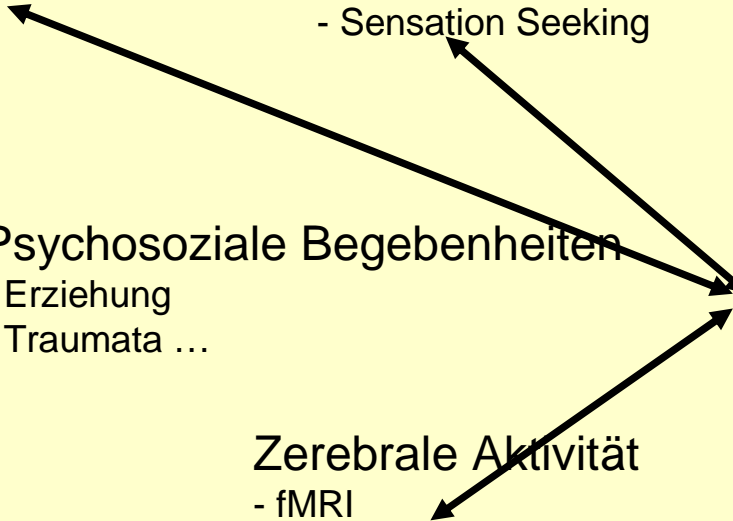 - Sensation Seeking
Psychosoziale Begebenheiten
Erziehung
Traumata …
Zerebrale Aktivität
- fMRI